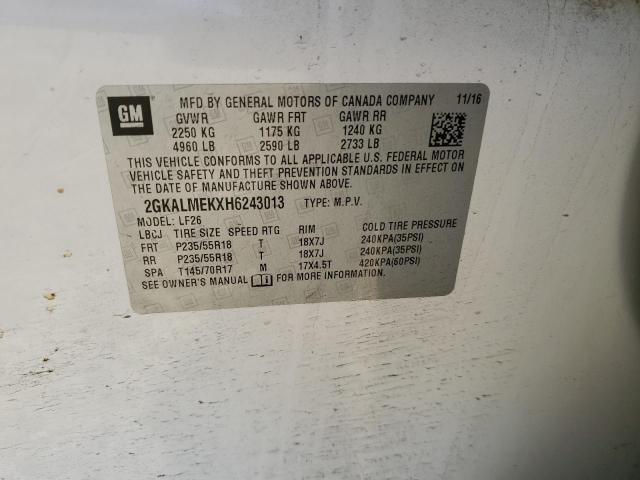 GM
MFD BY GENERAL MOTORS OF CANADA COMPANY 11/16
GVWR GAWR FRT GAWR RR
2250 KG 1175 KG 1240 KG
4960 LB 2590 LB 2733 LB
THIS VEHICLE CONFORMS TO ALL APPLICABLE U.S. FEDERAL MOTOR
VEHICLE SAFETY AND THEFT PREVENTION STANDARDS IN EFFECT ON
THE DATE OF MANUFACTURE SHOWN ABOVE.
2GKALMEKXH6243013 TYPE: M.P.V.
MODEL: LF26
LBCJ TIRE SIZE SPEED RTG RIM COLD TIRE PRESSURE
FRT P235/55R18 T 18X7J 240KPA(35PSI)
RR P235/55R18 T 18X7J 240KPA(35PSI)
SPA T145/70R17 M 17X4.5T 420KPA(60PSI)
SEE OWNER'S MANUAL FOR MORE INFORMATION.